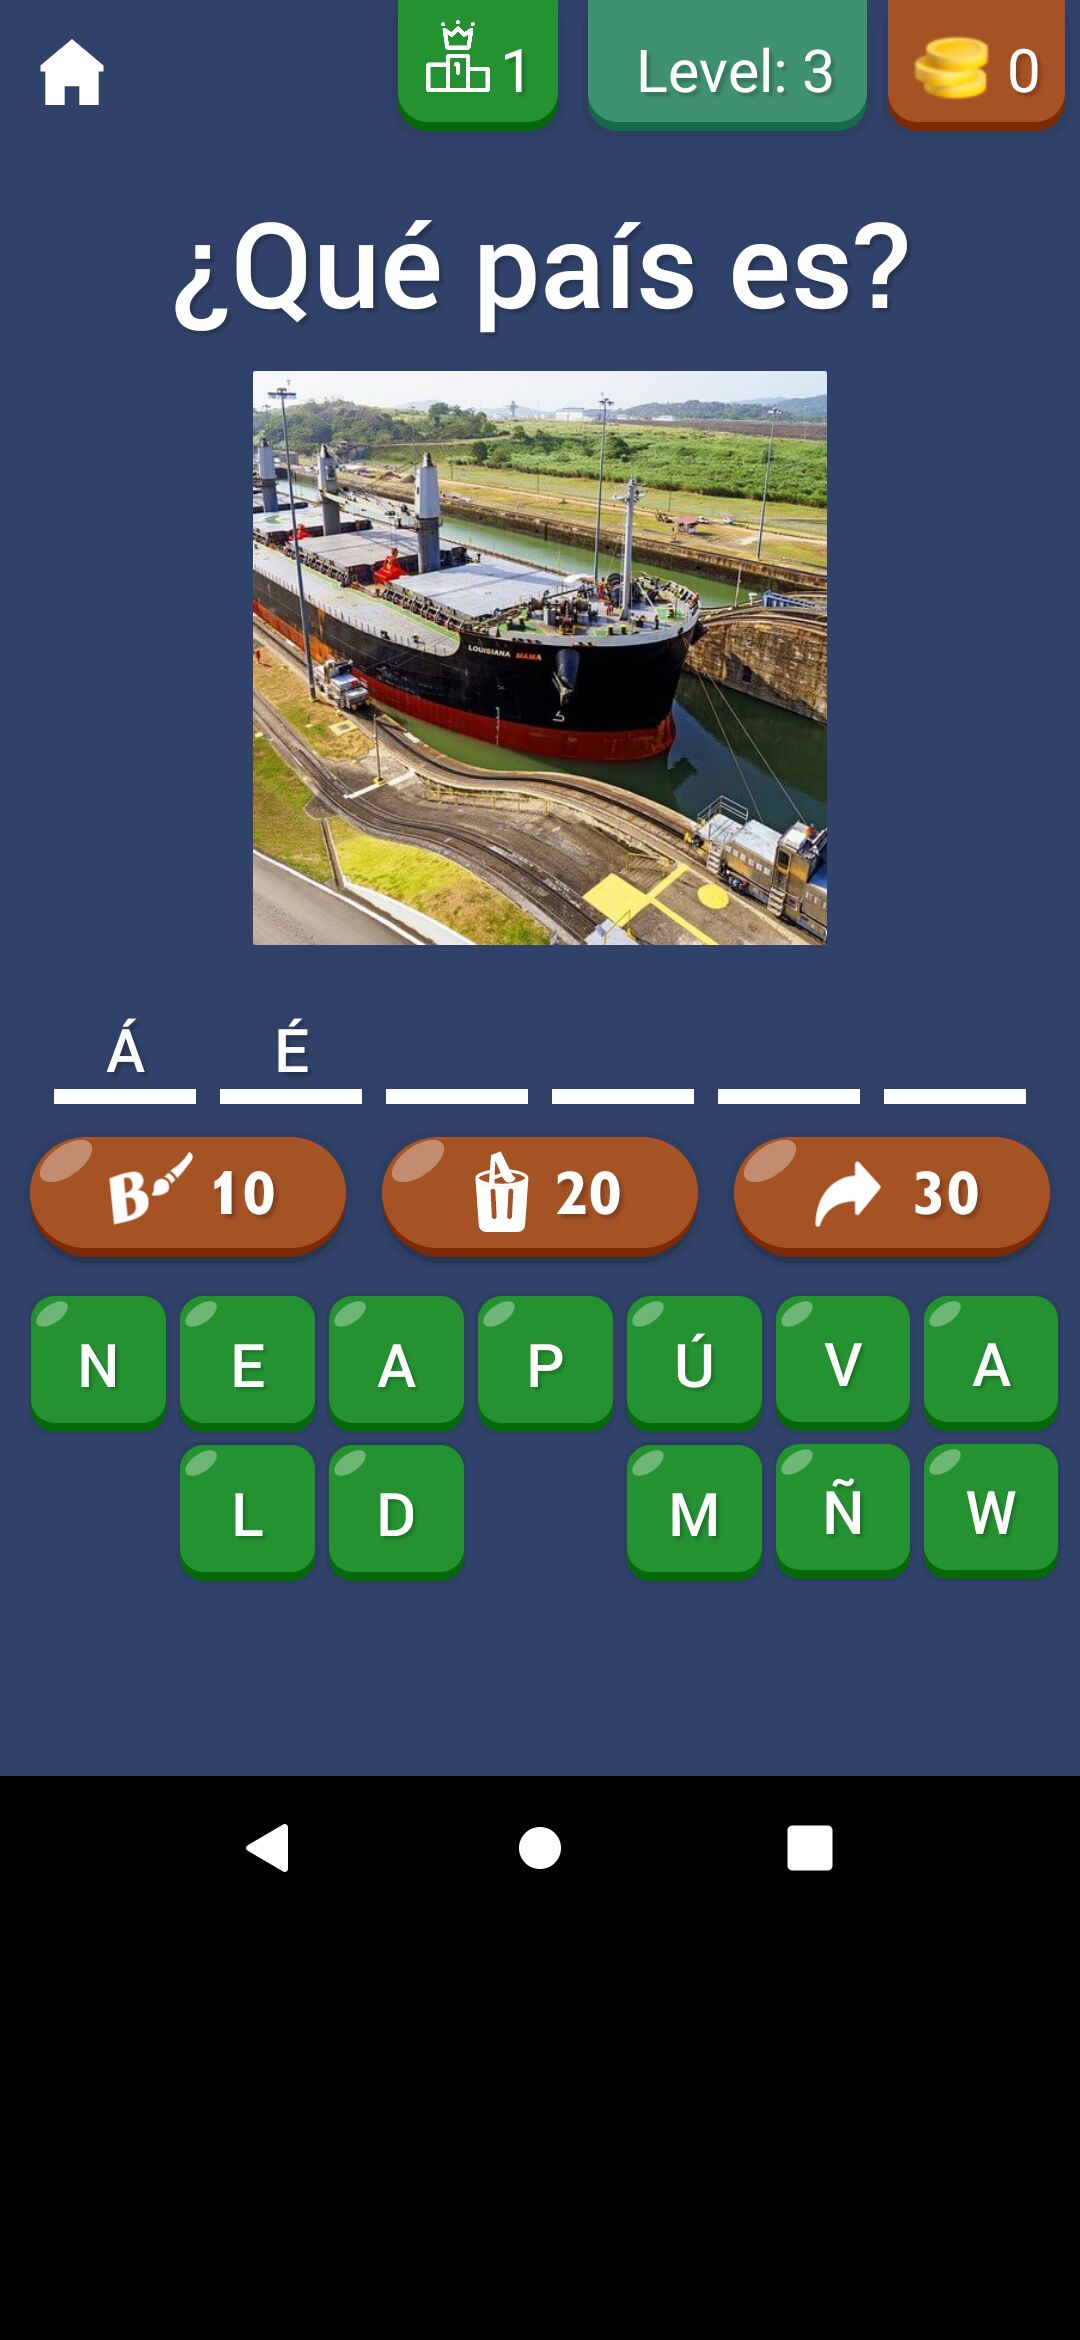 1 Level: 3 0
¿Qué país es?
LOUISIANA MAMA
Á É
B 10 20 30
N E A P Ú V A
L D M Ñ W